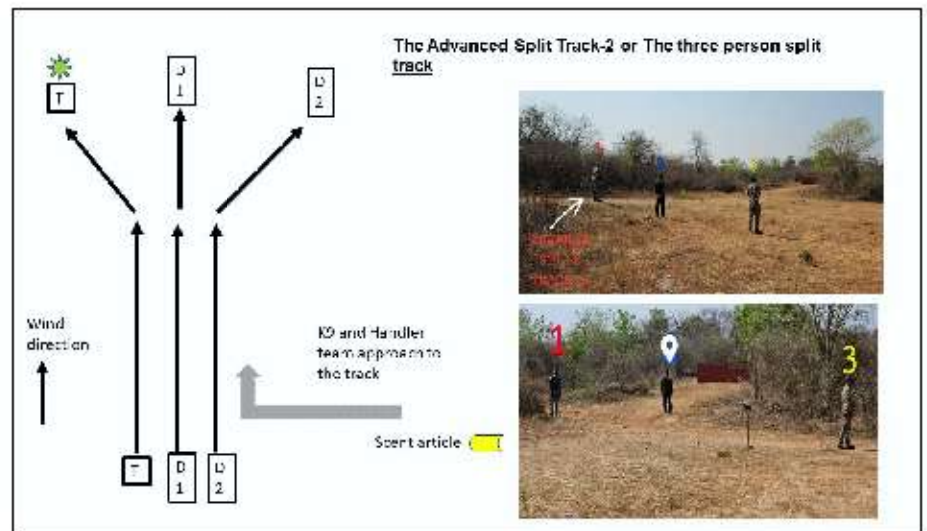 The Advanced Split Track-2 or The three person split
track
T
D
1
D
2
Wind
direction
K9 and Handler
team approach to
the track
Scent article
T
D
1
D
2
1
3